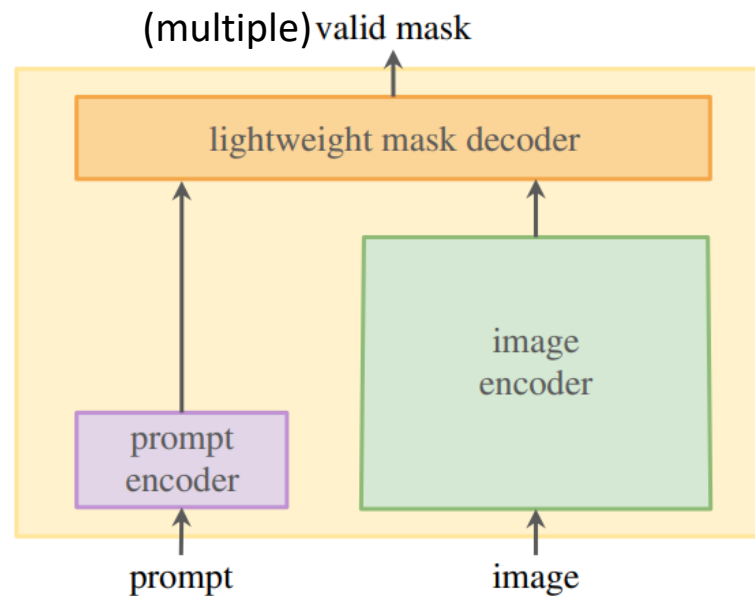 (multiple) valid mask
lightweight mask decoder
image
encoder
prompt
encoder
prompt
image